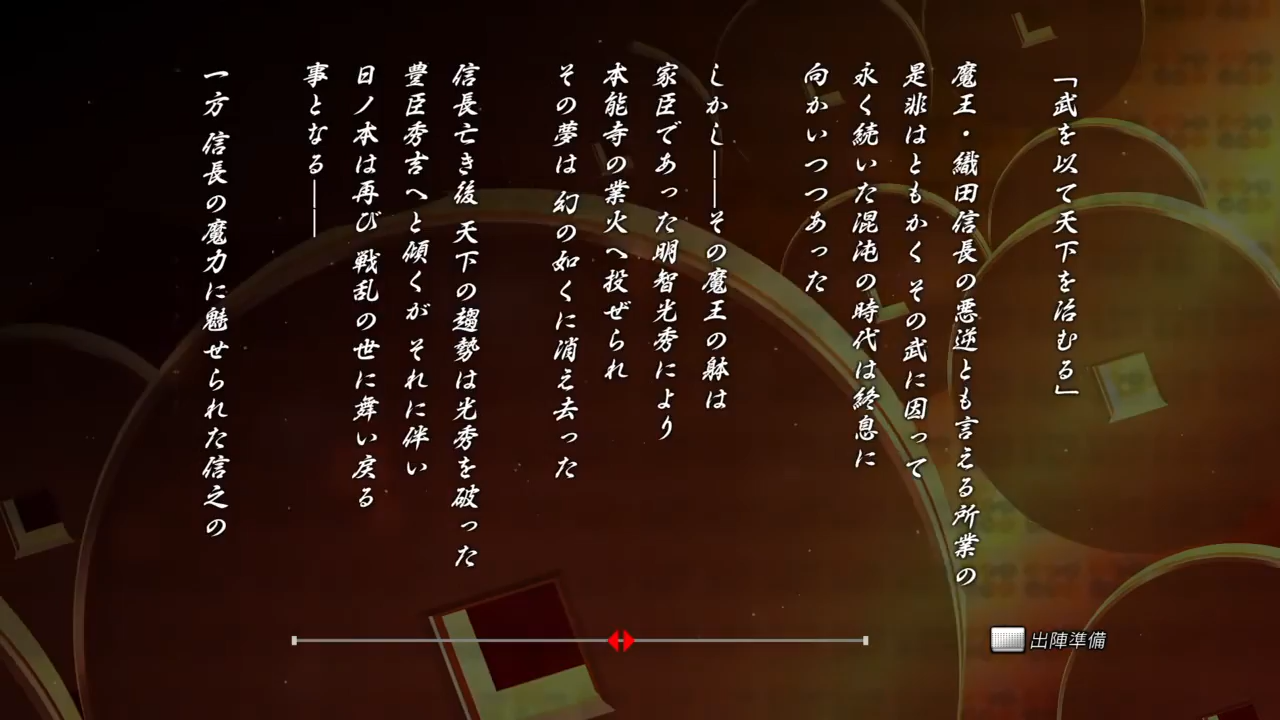 「武を以て天下を治むる」
魔王・織田信長の悪逆とも言える所業の
是非はともかく その武に因って
永く続いた混沌の時代は終息に
向かいつつあった
しかし――その魔王の躰は
家臣であった明智光秀により
本能寺の業火へ投ぜられ
その夢は 幻の如くに消え去った
信長亡き後 天下の趨勢は光秀を破った
豊臣秀吉へと傾くが それに伴い
日ノ本は再び 戦乱の世に舞い戻る
事となる――
一方 信長の魔力に魅せられた信之の
出陣準備